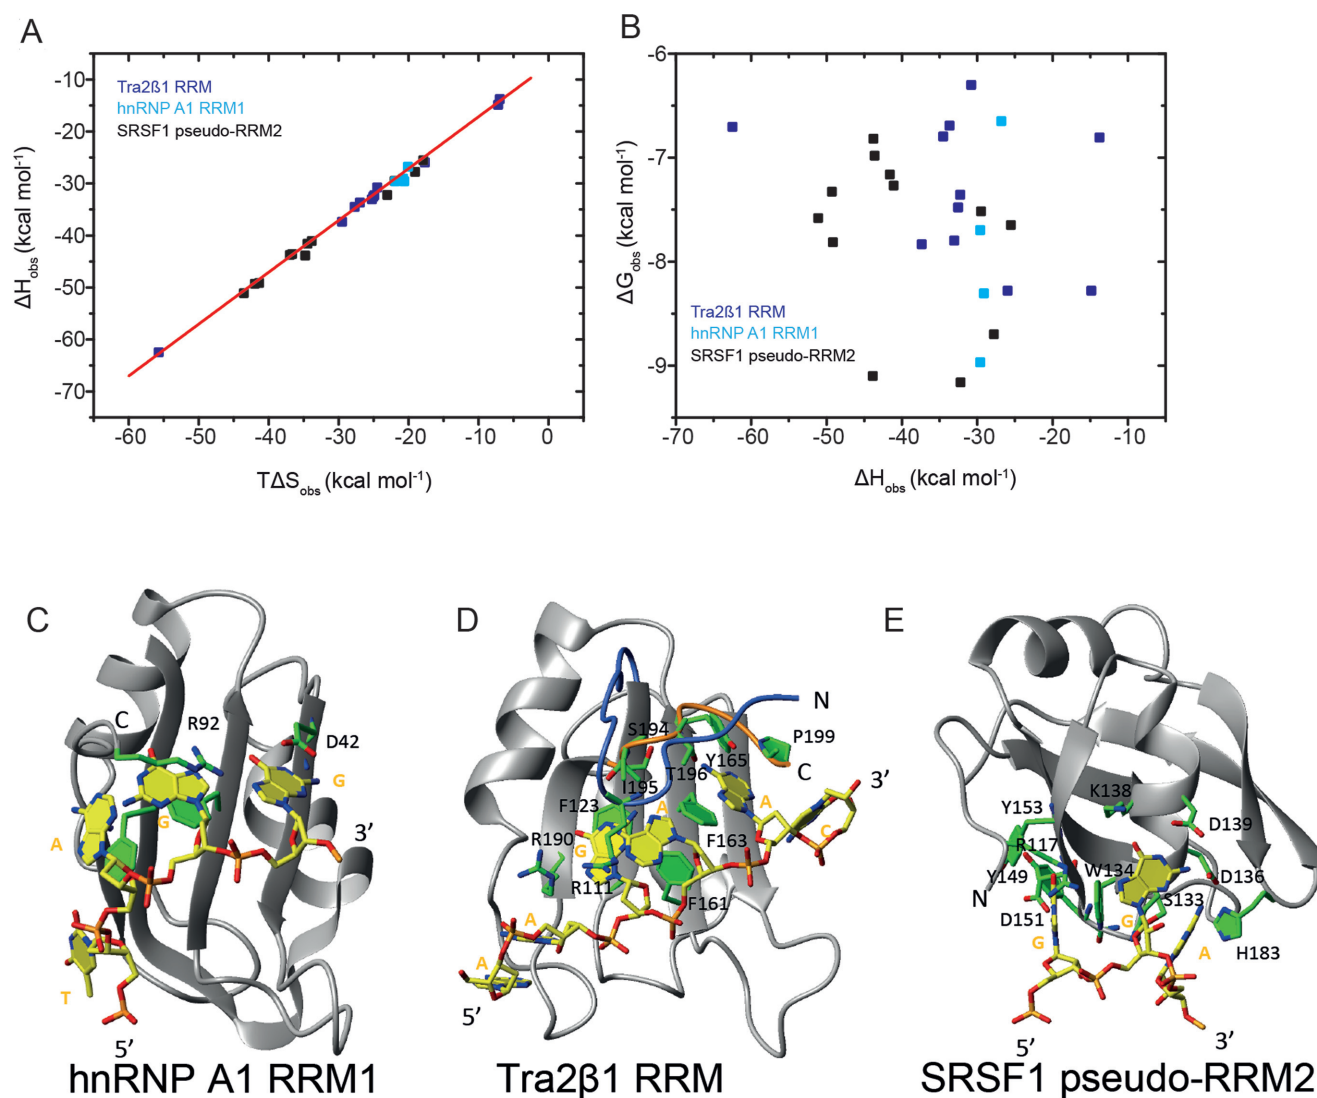 A
Tra2ß1 RRM
hnRNP A1 RRM1
SRSF1 pseudo-RRM2
ΔHobs (kcal mol-1)
-10
-20
-30
-40
-50
-60
-70
-60 -50 -40 -30 -20 -10 0
TΔSobs (kcal mol-1)
B
ΔGobs (kcal mol-1)
-6
-7
-8
-9
Tra2ß1 RRM
hnRNP A1 RRM1
SRSF1 pseudo-RRM2
-70 -60 -50 -40 -30 -20 -10
ΔHobs (kcal mol-1)
C
C
R92
D42
G
A
G
3’
T
5’
hnRNP A1 RRM1
D
N
S194
P199
Y165
T196
C
I195
3’
F123
A
A
R190
G
F163
C
R111
F161
A
A
5’
Tra2β1 RRM
E
K138
Y153
D139
R117
W134
D136
Y149
S133
N
D151
G
G
A
H183
5’
3’
SRSF1 pseudo-RRM2